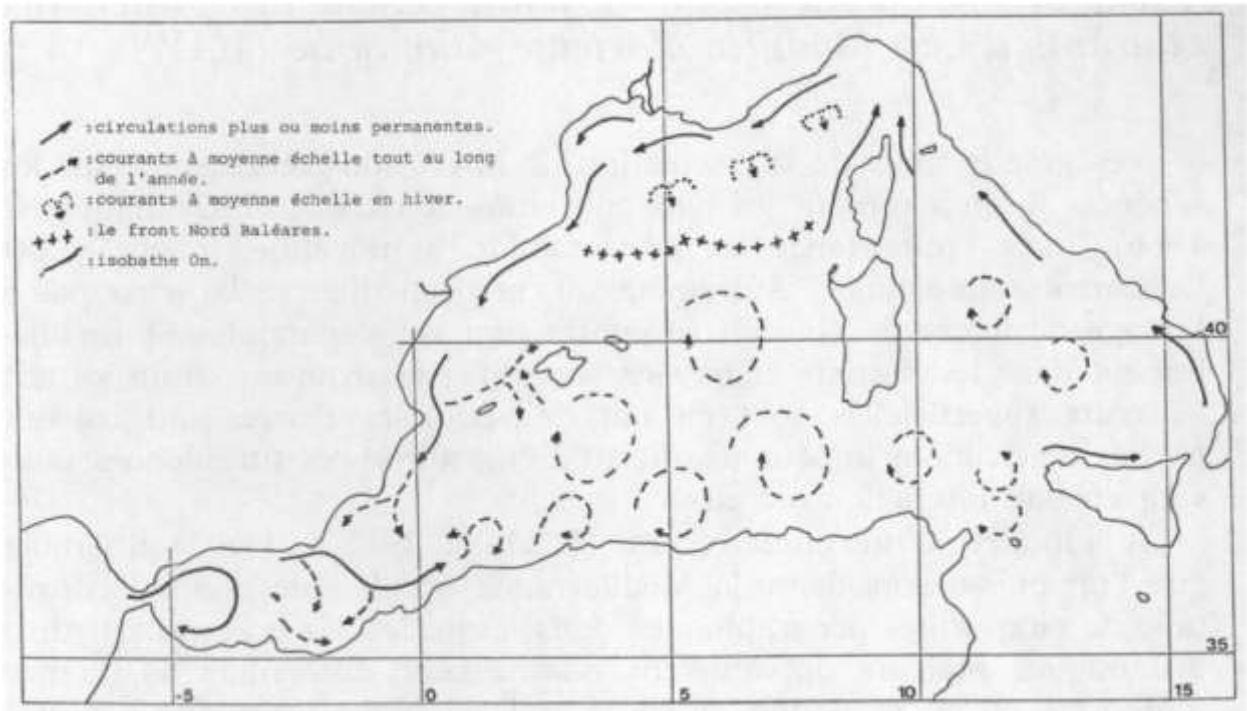 :circulations plus ou moins permanentes.
:courants à moyenne échelle tout au long
de l'année.
:courants à moyenne échelle en hiver.
:le front Nord Baléares.
:isobathe 0m.
40
35
-5
0
5
10
15